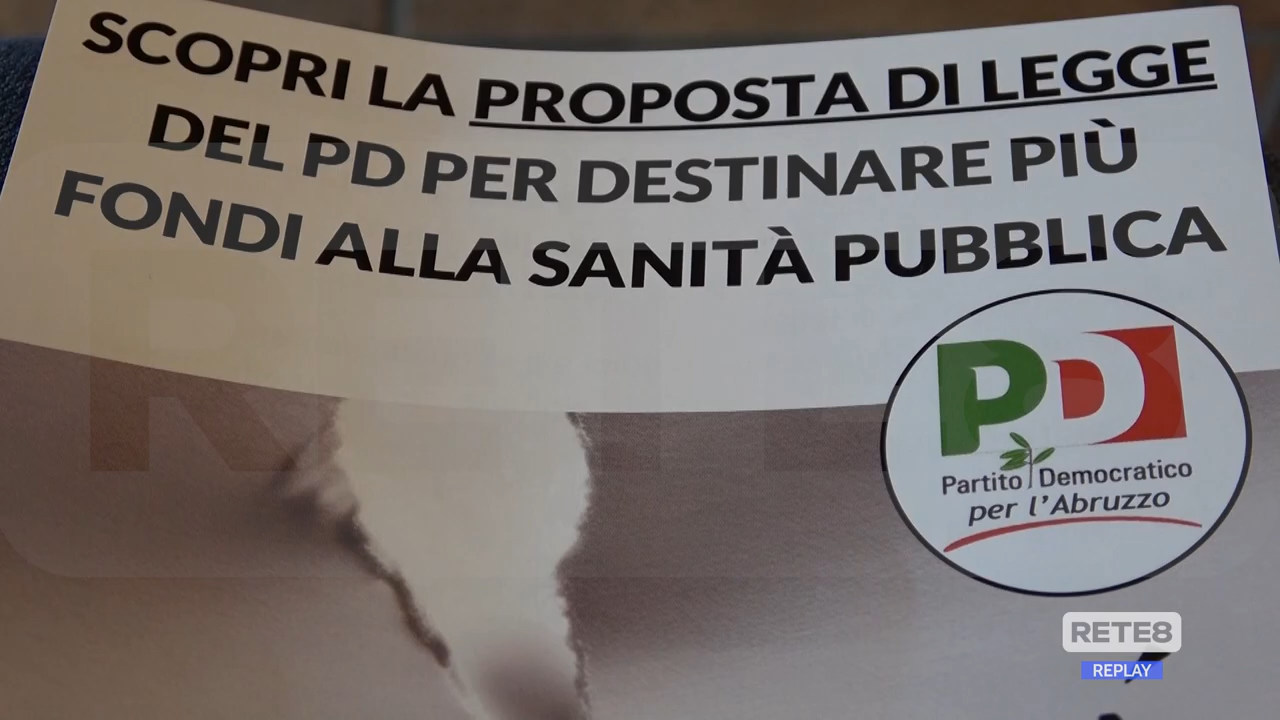 SCOPRI LA PROPOSTA DI LEGGE
DEL PD PER DESTINARE PIÙ
FONDI ALLA SANITÀ PUBBLICA
PD
Partito Democratico
per l'Abruzzo
RETE8
REPLAY